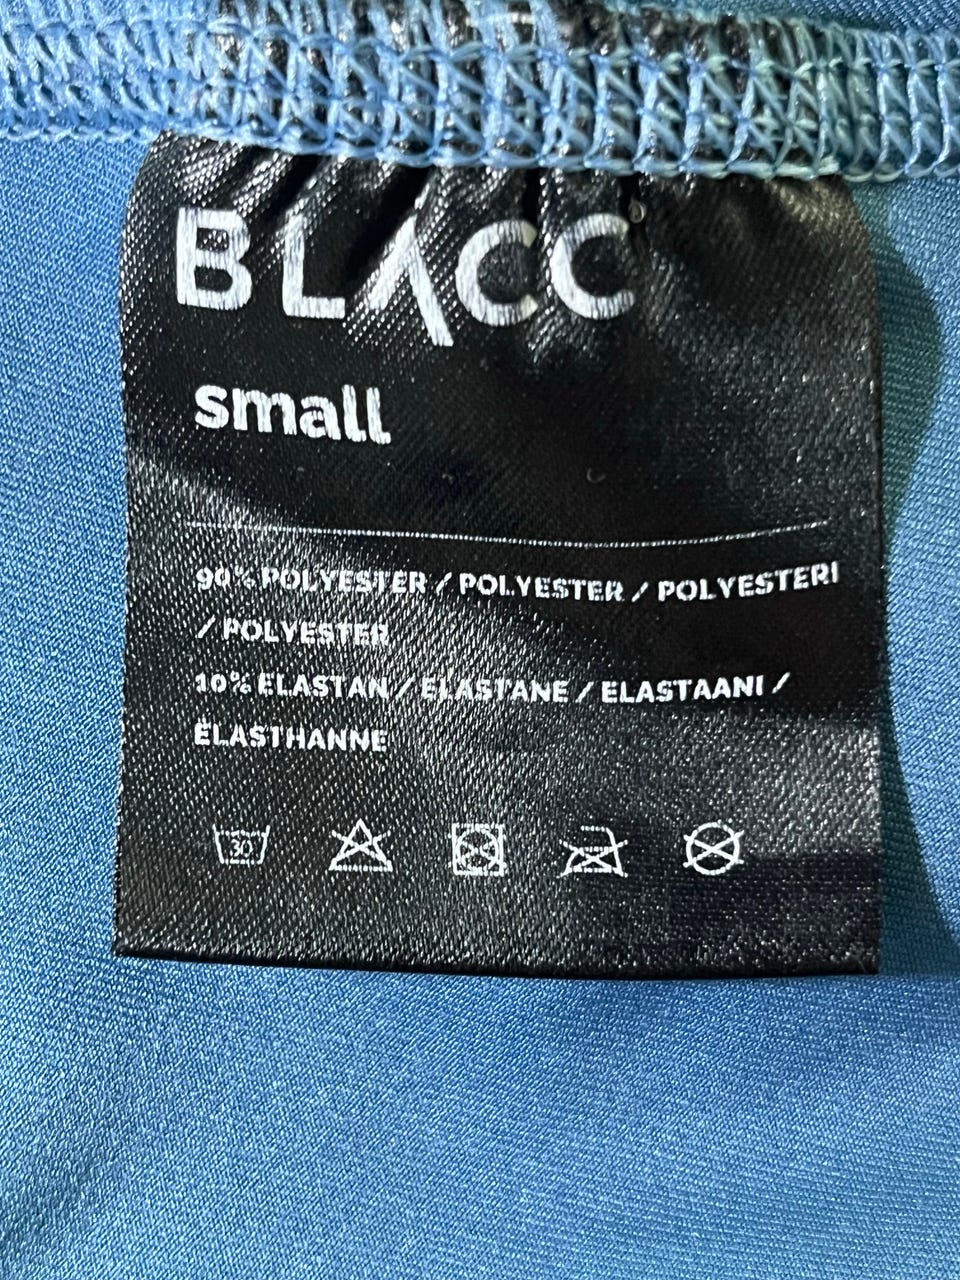 BLACC
small
90% POLYESTER / POLYESTER / POLYESTERI
/ POLYESTER
10% ELASTAN / ELASTANE / ELASTAANI /
ÉLASTHANNE
30